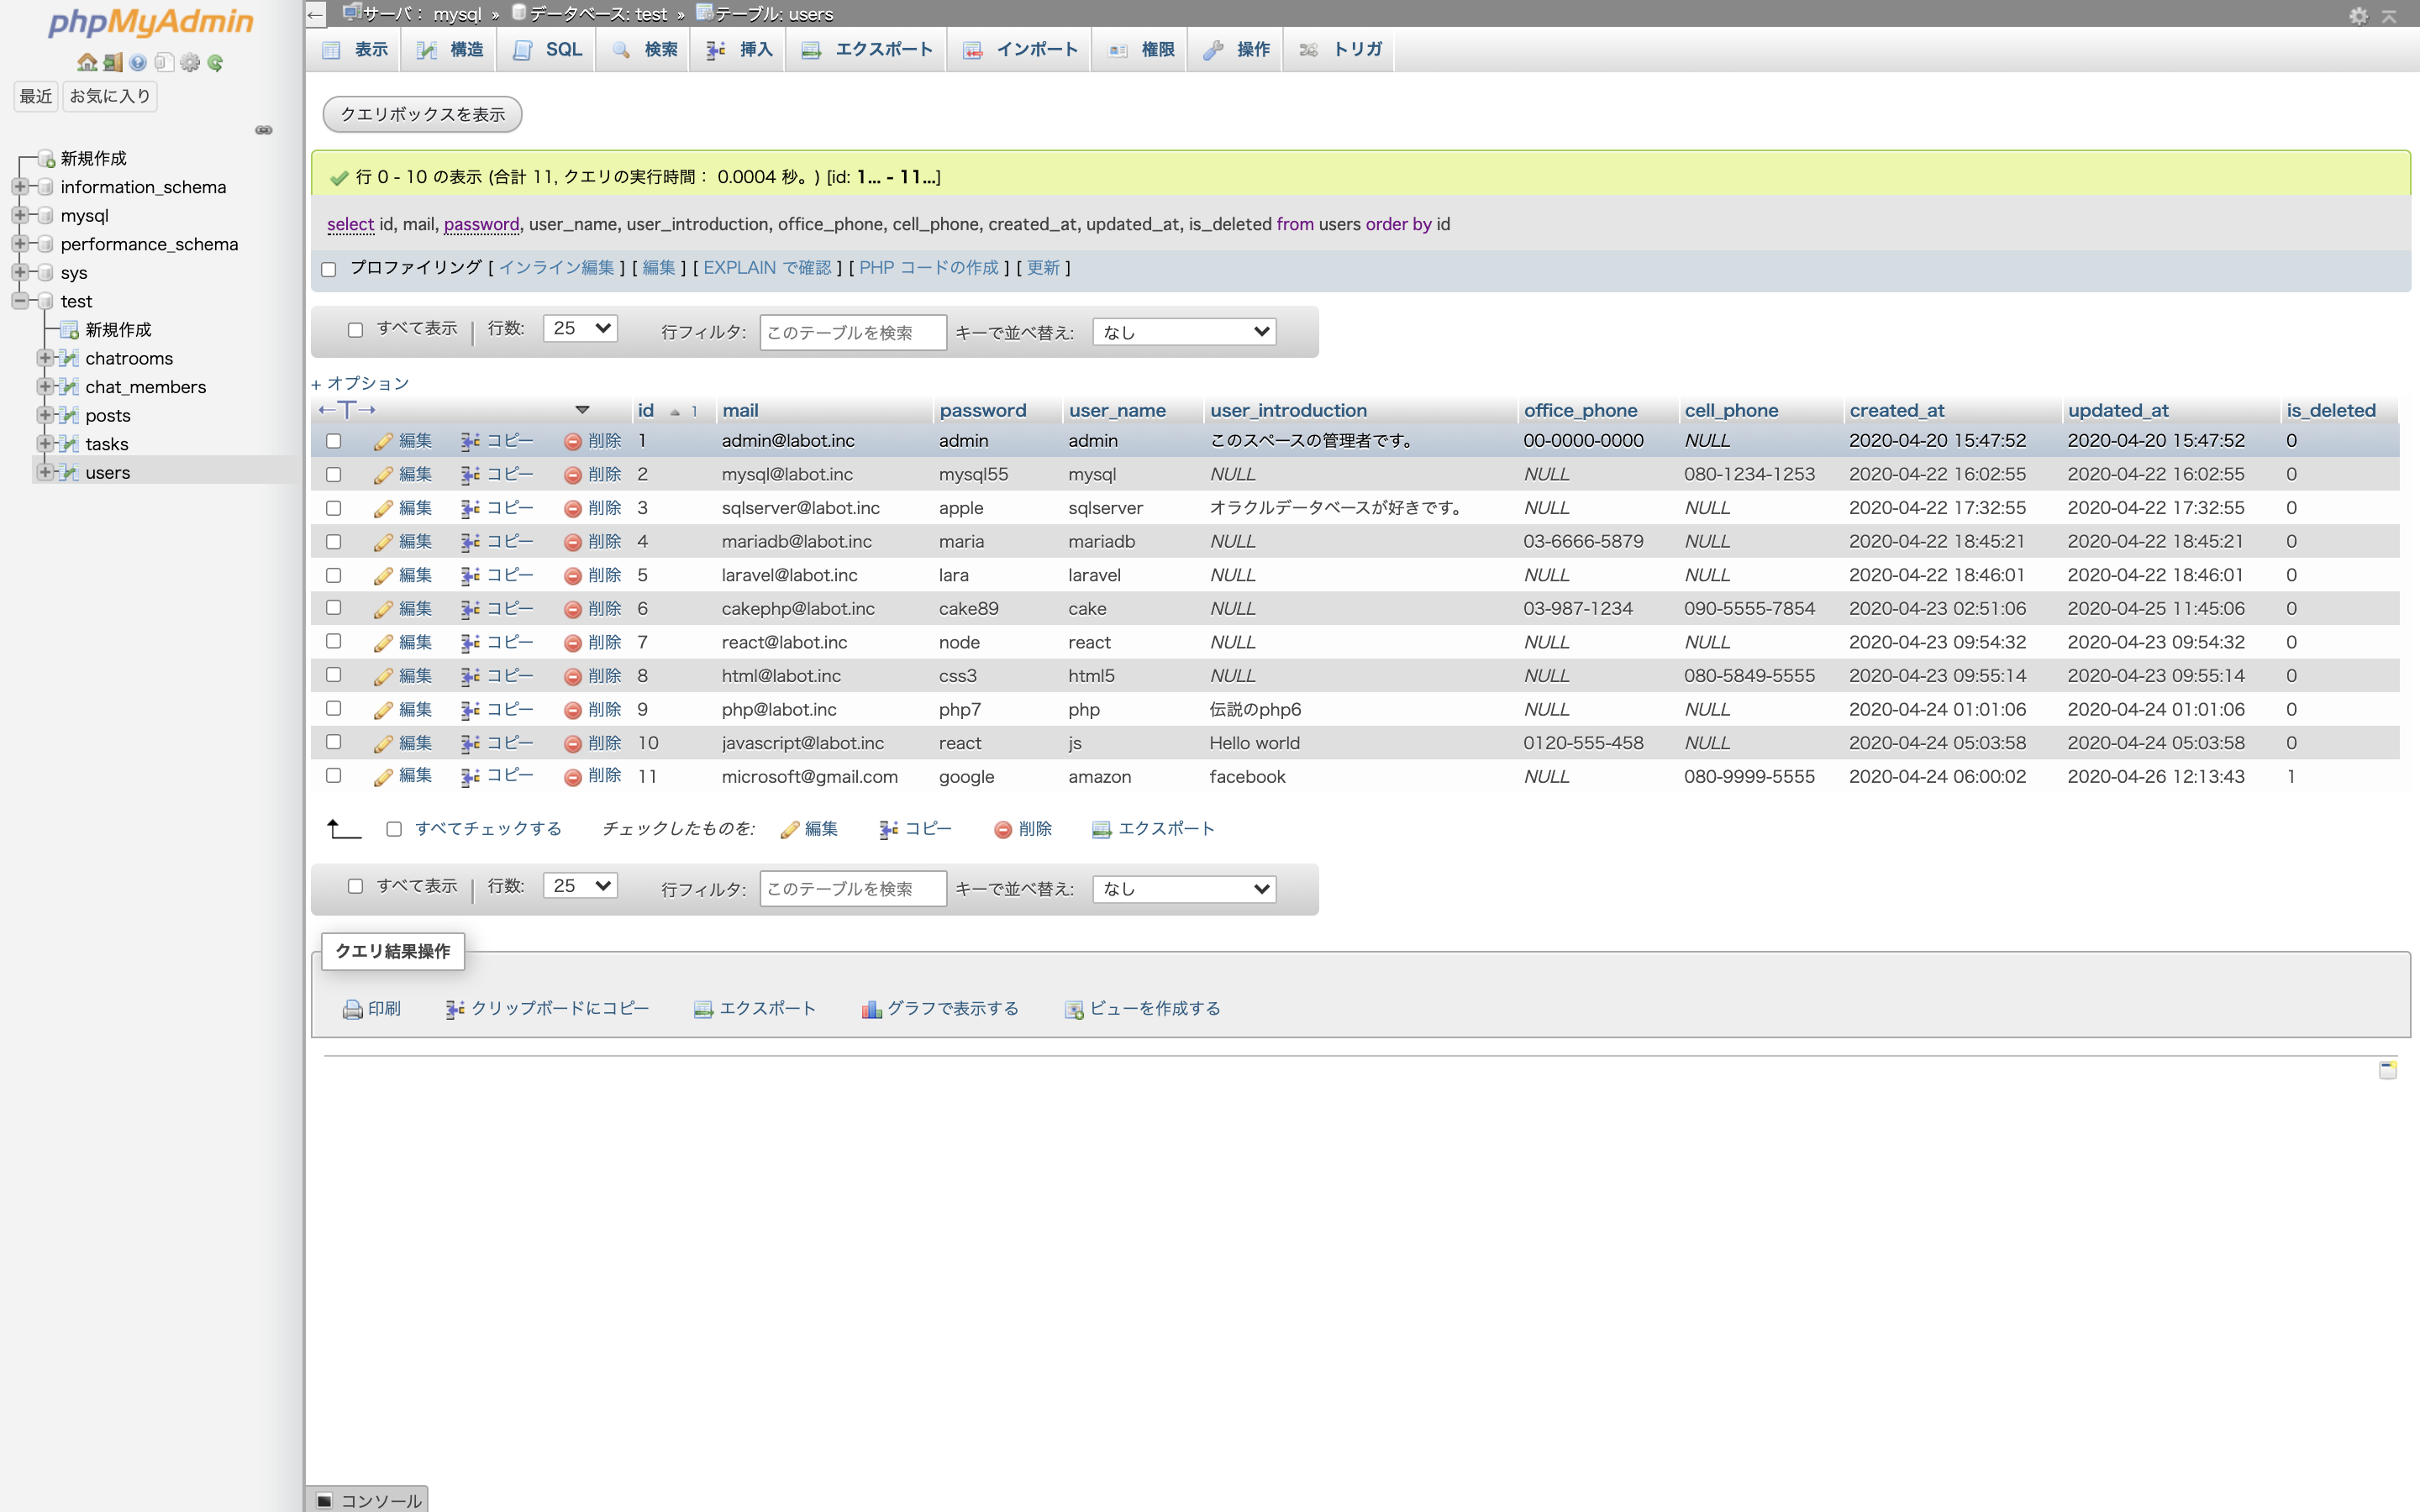 phpMyAdmin
最近 お気に入り
新規作成
information_schema
mysql
performance_schema
sys
test
新規作成
chatrooms
chat_members
posts
tasks
users
サーバ: mysql » データベース: test » テーブル: users
表示 構造 SQL 検索 挿入 エクスポート インポート 権限 操作 トリガ
クエリボックスを表示
行 0 - 10 の表示 (合計 11, クエリの実行時間： 0.0004 秒。) [id: 1... - 11...]
select id, mail, password, user_name, user_introduction, office_phone, cell_phone, created_at, updated_at, is_deleted from users order by id
プロファイリング [ インライン編集 ] [ 編集 ] [ EXPLAIN で確認 ] [ PHP コードの作成 ] [ 更新 ]
すべて表示 | 行数: 25 行フィルタ: このテーブルを検索 キーで並べ替え: なし
+ オプション
←T→ id 1 mail password user_name user_introduction office_phone cell_phone created_at updated_at is_deleted
編集 コピー 削除 1 admin@labot.inc admin admin このスペースの管理者です。 00-0000-0000 NULL 2020-04-20 15:47:52 2020-04-20 15:47:52 0
編集 コピー 削除 2 mysql@labot.inc mysql55 mysql NULL NULL 080-1234-1253 2020-04-22 16:02:55 2020-04-22 16:02:55 0
編集 コピー 削除 3 sqlserver@labot.inc apple sqlserver オラクルデータベースが好きです。 NULL NULL 2020-04-22 17:32:55 2020-04-22 17:32:55 0
編集 コピー 削除 4 mariadb@labot.inc maria mariadb NULL 03-6666-5879 NULL 2020-04-22 18:45:21 2020-04-22 18:45:21 0
編集 コピー 削除 5 laravel@labot.inc lara laravel NULL NULL NULL 2020-04-22 18:46:01 2020-04-22 18:46:01 0
編集 コピー 削除 6 cakephp@labot.inc cake89 cake NULL 03-987-1234 090-5555-7854 2020-04-23 02:51:06 2020-04-25 11:45:06 0
編集 コピー 削除 7 react@labot.inc node react NULL NULL NULL 2020-04-23 09:54:32 2020-04-23 09:54:32 0
編集 コピー 削除 8 html@labot.inc css3 html5 NULL NULL 080-5849-5555 2020-04-23 09:55:14 2020-04-23 09:55:14 0
編集 コピー 削除 9 php@labot.inc php7 php 伝説のphp6 NULL NULL 2020-04-24 01:01:06 2020-04-24 01:01:06 0
編集 コピー 削除 10 javascript@labot.inc react js Hello world 0120-555-458 NULL 2020-04-24 05:03:58 2020-04-24 05:03:58 0
編集 コピー 削除 11 microsoft@gmail.com google amazon facebook NULL 080-9999-5555 2020-04-24 06:00:02 2020-04-26 12:13:43 1
すべてチェックする チェックしたものを: 編集 コピー 削除 エクスポート
すべて表示 | 行数: 25 行フィルタ: このテーブルを検索 キーで並べ替え: なし
クエリ結果操作
印刷 クリップボードにコピー エクスポート グラフで表示する ビューを作成する
コンソール